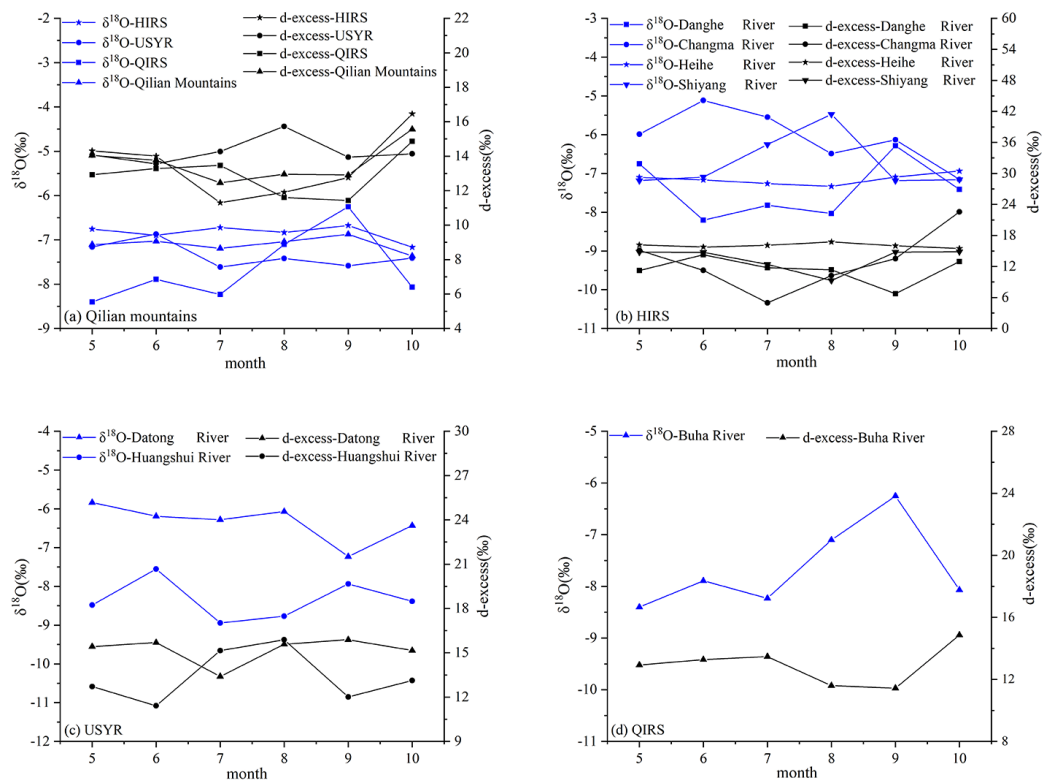 δ¹⁸O-HIRS
δ¹⁸O-USYR
δ¹⁸O-QIRS
δ¹⁸O-Qilian Mountains
d-excess-HIRS
d-excess-USYR
d-excess-QIRS
d-excess-Qilian Mountains
-2
-3
-4
-5
-6
-7
-8
-9
δ¹⁸O(‰)
22
20
18
16
14
12
10
8
6
4
d-excess(‰)
(a) Qilian mountains
5 6 7 8 9 10
month
δ¹⁸O-Danghe River
δ¹⁸O-Changma River
δ¹⁸O-Heihe River
δ¹⁸O-Shiyang River
d-excess-Danghe River
d-excess-Changma River
d-excess-Heihe River
d-excess-Shiyang River
-3
-4
-5
-6
-7
-8
-9
-10
-11
δ¹⁸O(‰)
60
54
48
42
36
30
24
18
12
6
0
d-excess(‰)
(b) HIRS
5 6 7 8 9 10
month
δ¹⁸O-Datong River
δ¹⁸O-Huangshui River
d-excess-Datong River
d-excess-Huangshui River
-4
-5
-6
-7
-8
-9
-10
-11
-12
δ¹⁸O(‰)
30
27
24
21
18
15
12
9
d-excess(‰)
(c) USYR
5 6 7 8 9 10
month
δ¹⁸O-Buha River
d-excess-Buha River
-5
-6
-7
-8
-9
-10
-11
δ¹⁸O(‰)
28
24
20
16
12
8
d-excess(‰)
(d) QIRS
5 6 7 8 9 10
month